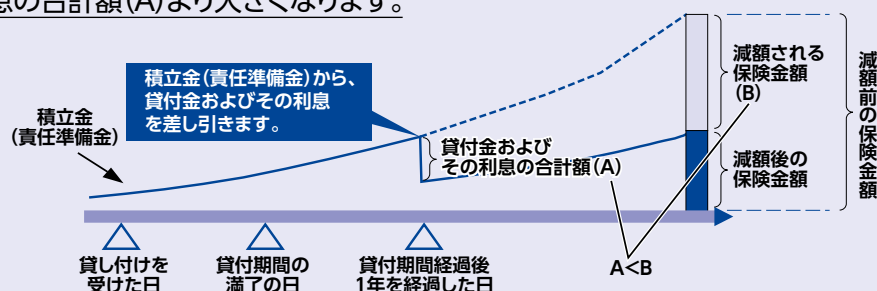 息の合計額(A)より大きくなります。
積立金(責任準備金)から、
貸付金およびその利息
を差し引きます。
積立金
(責任準備金)
貸付金および
その利息の合計額(A)
減額される
保険金額
(B)
減額後の
保険金額
減額前の保険金額
貸し付けを
受けた日
貸付期間の
満了の日
貸付期間経過後
1年を経過した日
A<B